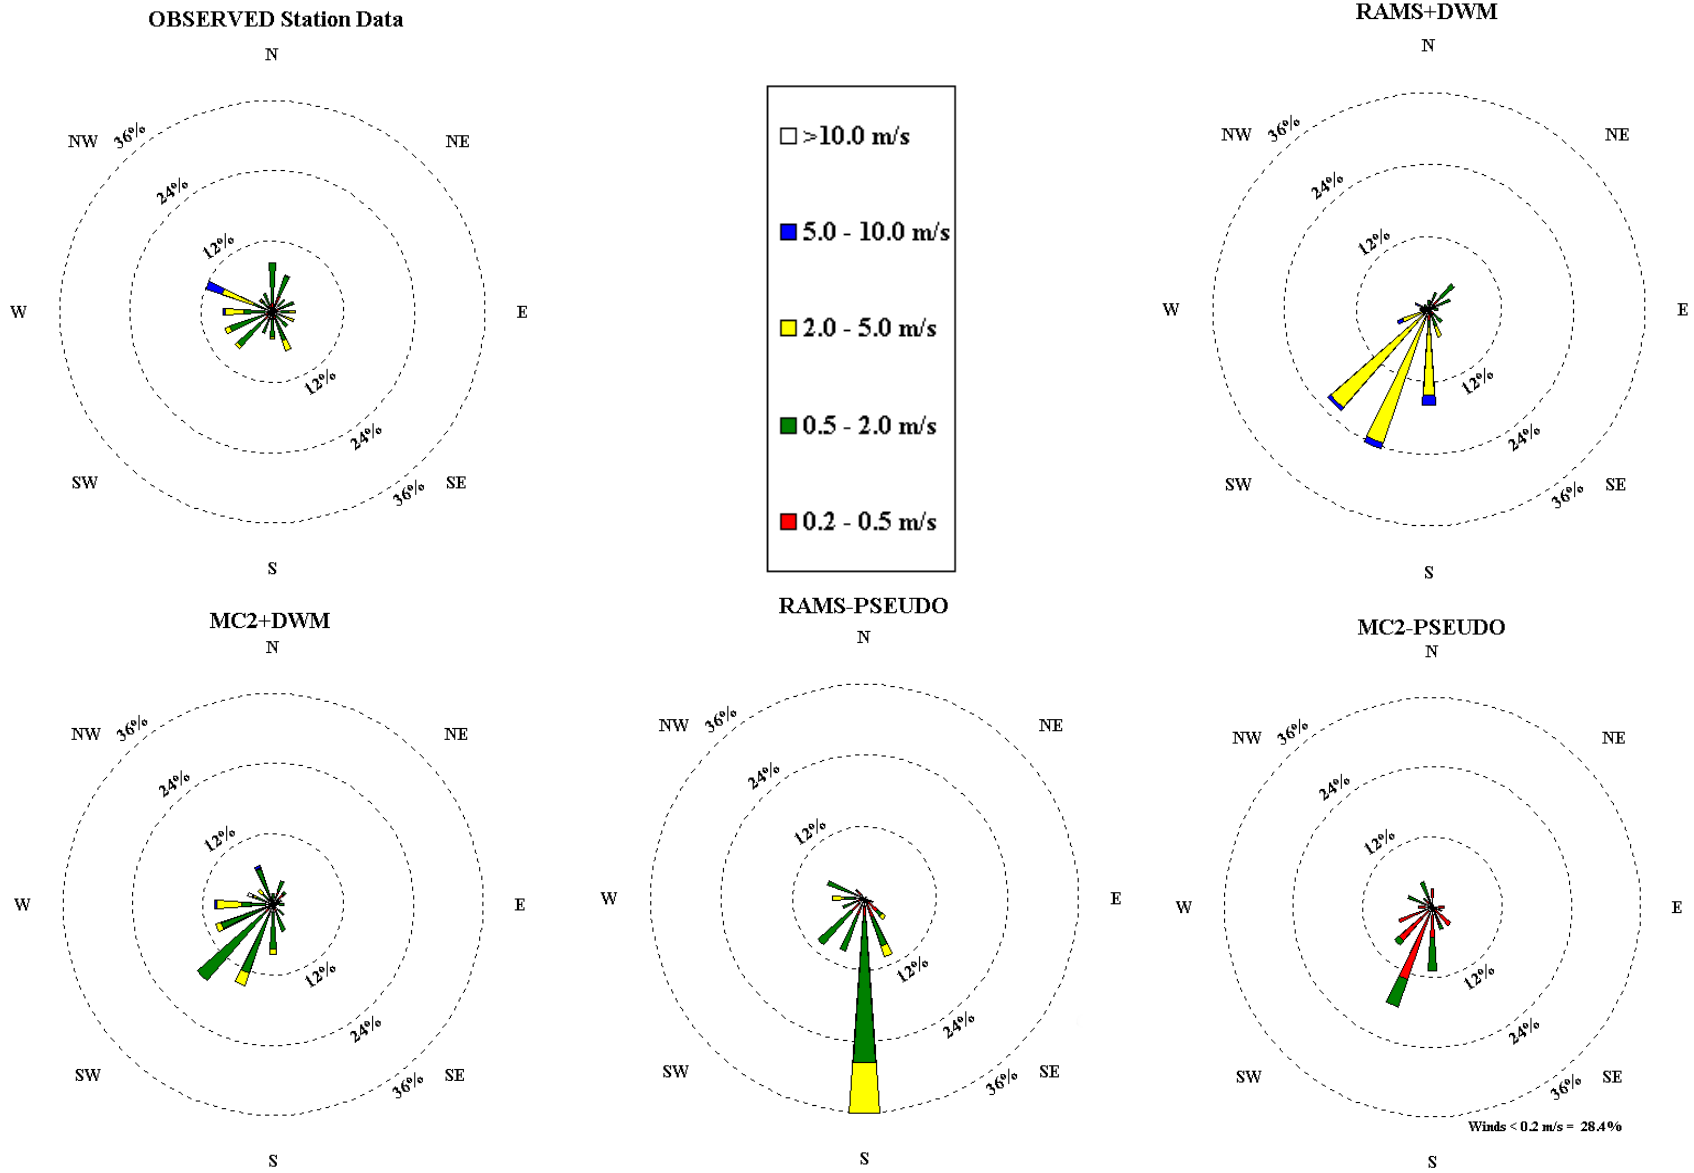 OBSERVED Station Data
N
NW
36%
NE
24%
12%
W
E
12%
24%
SW
36%
SE
S
>10.0 m/s
5.0 - 10.0 m/s
2.0 - 5.0 m/s
0.5 - 2.0 m/s
0.2 - 0.5 m/s
RAMS+DWM
N
NW
36%
NE
24%
12%
W
E
12%
24%
SW
36%
SE
S
MC2+DWM
N
NW
36%
NE
24%
12%
W
E
12%
24%
SW
36%
SE
S
RAMS-PSEUDO
N
NW
36%
NE
24%
12%
W
E
12%
24%
SW
36%
SE
S
MC2-PSEUDO
N
NW
36%
NE
24%
12%
W
E
12%
24%
SW
36%
SE
Winds < 0.2 m/s = 28.4%
S